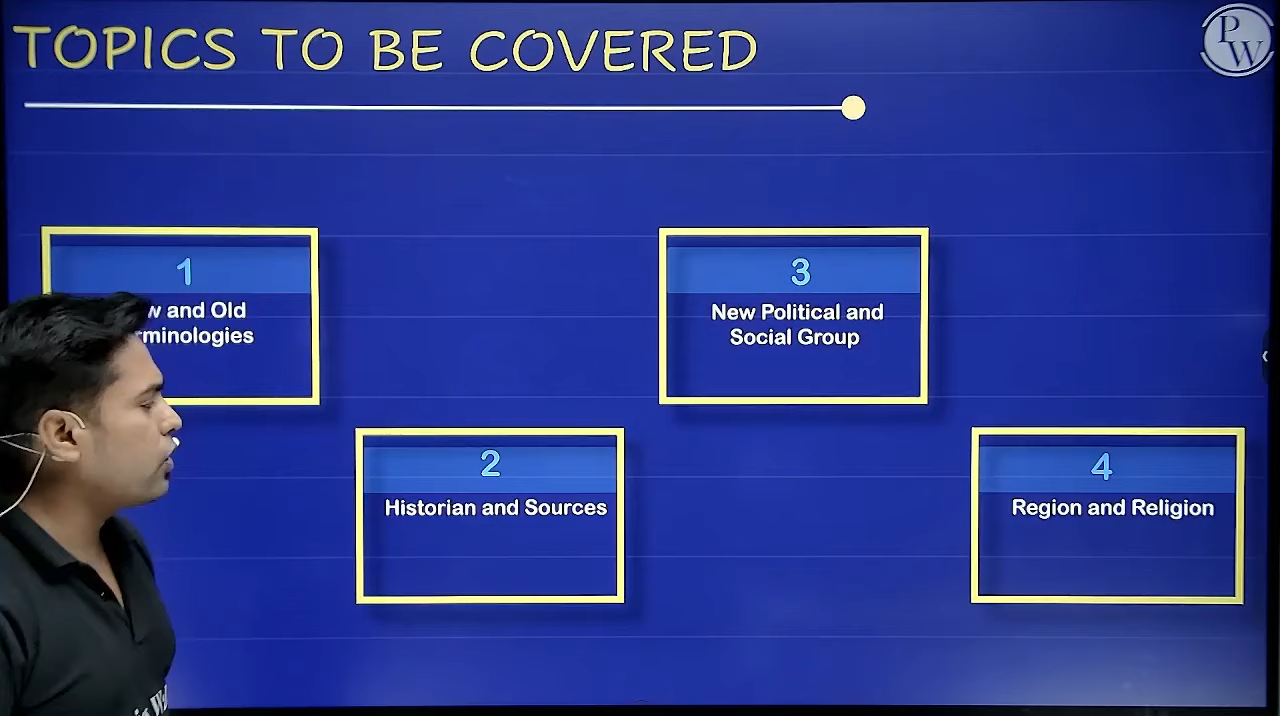 TOPICS TO BE COVERED
P
W
1
and Old
2
Historian and Sources
3
New Political and
Social Group
4
Region and Religion